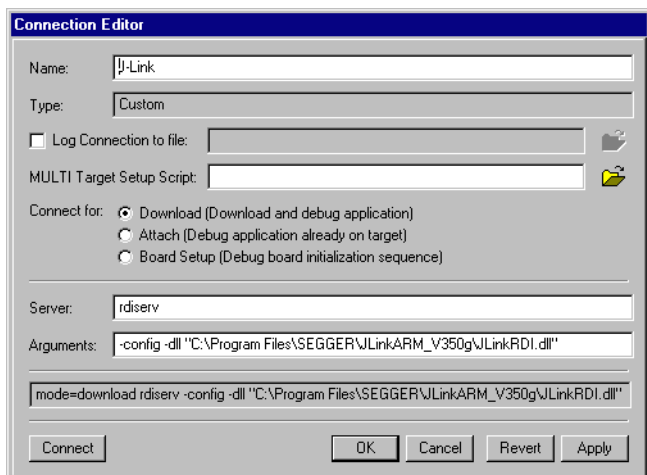 Connection Editor
Name: J-Link
Type: Custom
Log Connection to file:
MULTI Target Setup Script:
Connect for: Download (Download and debug application)
Attach (Debug application already on target)
Board Setup (Debug board initialization sequence)
Server: rdiserv
Arguments: -config -dll "C:\Program Files\SEGGER\JLinkARM_V350g\JLinkRDI.dll"
mode=download rdiserv -config -dll "C:\Program Files\SEGGER\JLinkARM_V350g\JLinkRDI.dll"
Connect OK Cancel Revert Apply